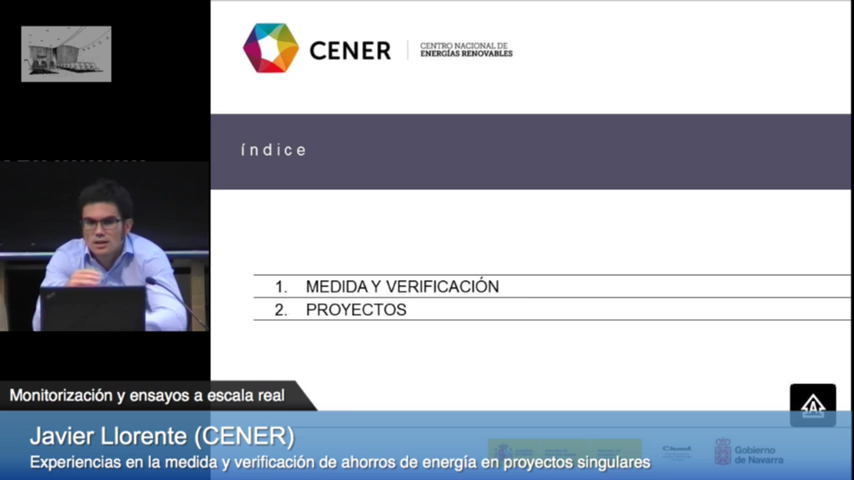 CENER
CENTRO NACIONAL DE
ENERGÍAS RENOVABLES
índice
1. MEDIDA Y VERIFICACIÓN
2. PROYECTOS
Monitorización y ensayos a escala real
Javier Llorente (CENER)
Experiencias en la medida y verificación de ahorros de energía en proyectos singulares
Gobierno
de Navarra